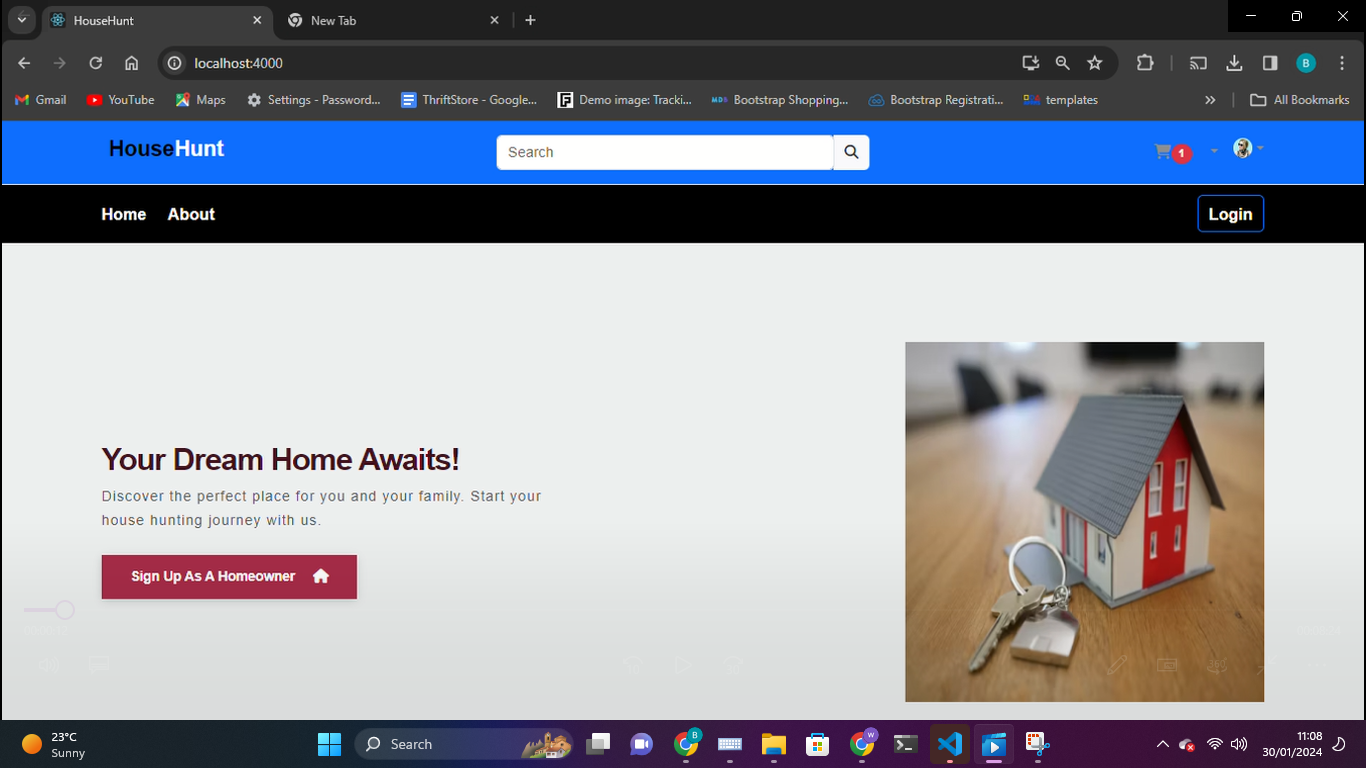 HouseHunt
New Tab
localhost:4000
B
Gmail
YouTube
Maps
Settings - Password...
ThriftStore - Google...
Demo image: Tracki...
Bootstrap Shopping...
Bootstrap Registrati...
templates
All Bookmarks
HouseHunt
Search
1
Home
About
Login
Your Dream Home Awaits!
Discover the perfect place for you and your family. Start your
house hunting journey with us.
Sign Up As A Homeowner
23°C
Sunny
Search
11:08
30/01/2024